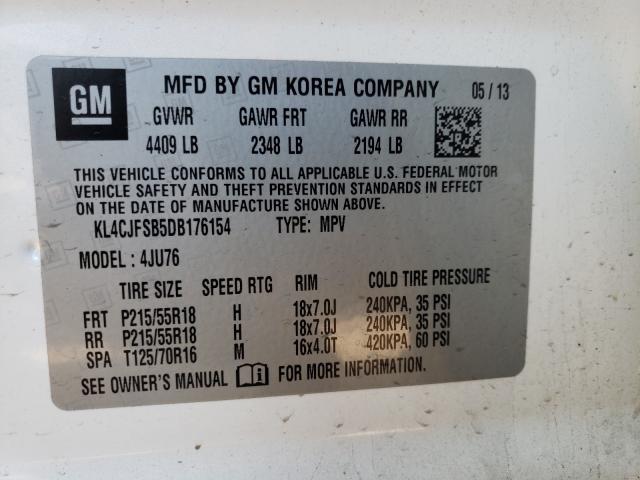 GM MFD BY GM KOREA COMPANY 05 / 13
GVWR GAWR FRT GAWR RR
4409 LB 2348 LB 2194 LB
THIS VEHICLE CONFORMS TO ALL APPLICABLE U.S. FEDERAL MOTOR
VEHICLE SAFETY AND THEFT PREVENTION STANDARDS IN EFFECT
ON THE DATE OF MANUFACTURE SHOWN ABOVE.
KL4CJFSB5DB176154 TYPE: MPV
MODEL : 4JU76
TIRE SIZE SPEED RTG RIM COLD TIRE PRESSURE
FRT P215/55R18 H 18x7.0J 240KPA, 35 PSI
RR P215/55R18 H 18x7.0J 240KPA, 35 PSI
SPA T125/70R16 M 16x4.0T 420KPA, 60 PSI
SEE OWNER'S MANUAL FOR MORE INFORMATION.